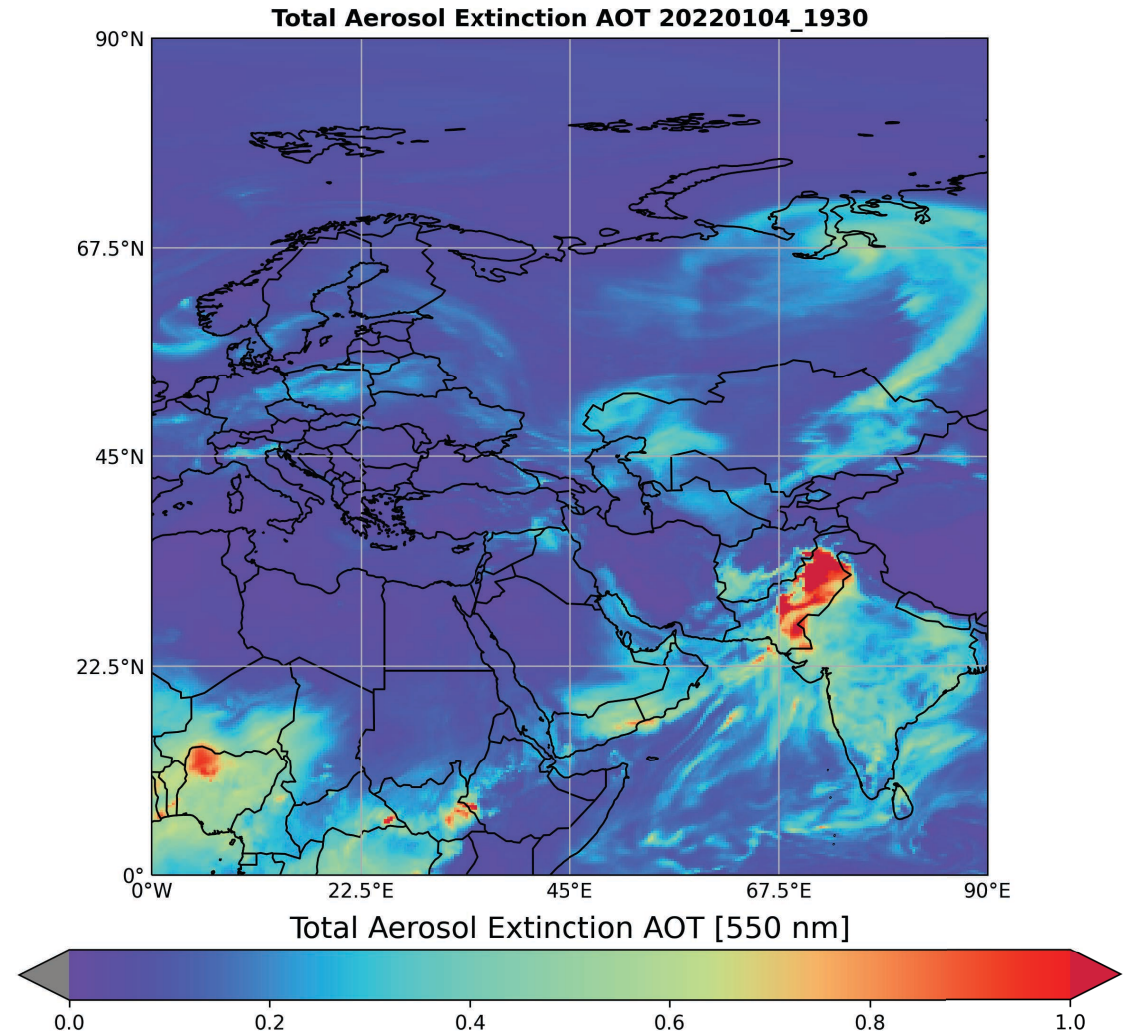 Total Aerosol Extinction AOT 20220104_1930
90°N
67.5°N
45°N
22.5°N
0°
0°W 22.5°E 45°E 67.5°E 90°E
Total Aerosol Extinction AOT [550 nm]
0.0 0.2 0.4 0.6 0.8 1.0